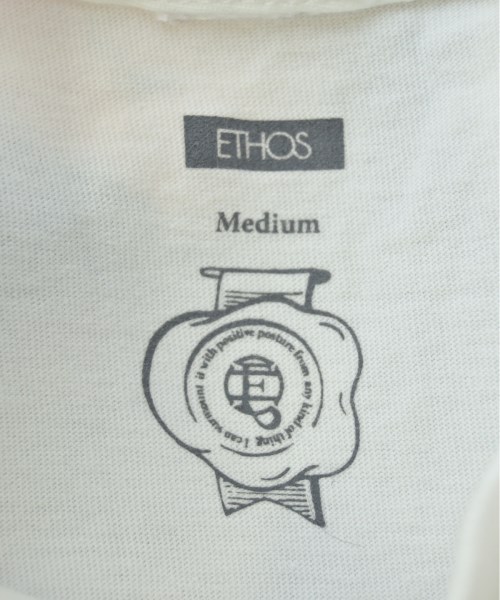 ETHOS
Medium
I can surmount it with positive posture from any kind of thing.
E